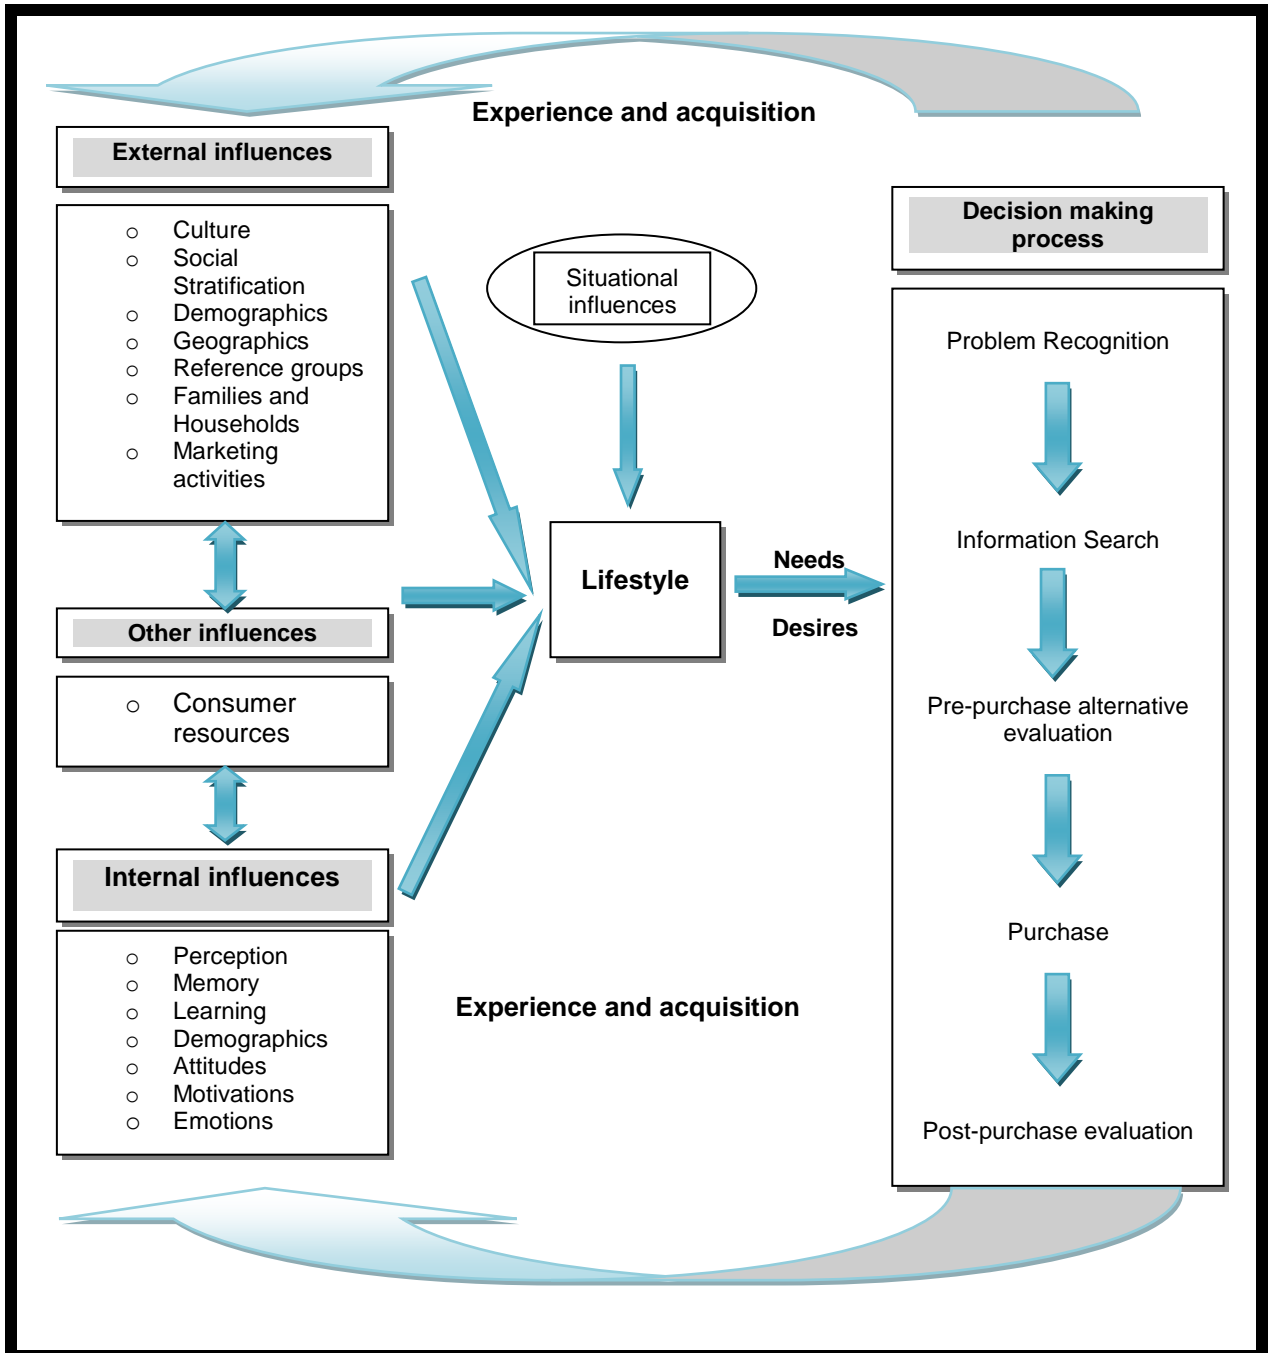 Experience and acquisition
External influences
o Culture
o Social
Stratification
o Demographics
o Geographics
o Reference groups
o Families and
Households
o Marketing
activities
Other influences
o Consumer
resources
Internal influences
o Perception
o Memory
o Learning
o Demographics
o Attitudes
o Motivations
o Emotions
Situational
influences
Lifestyle
Needs
Desires
Experience and acquisition
Decision making
process
Problem Recognition
Information Search
Pre-purchase alternative
evaluation
Purchase
Post-purchase evaluation